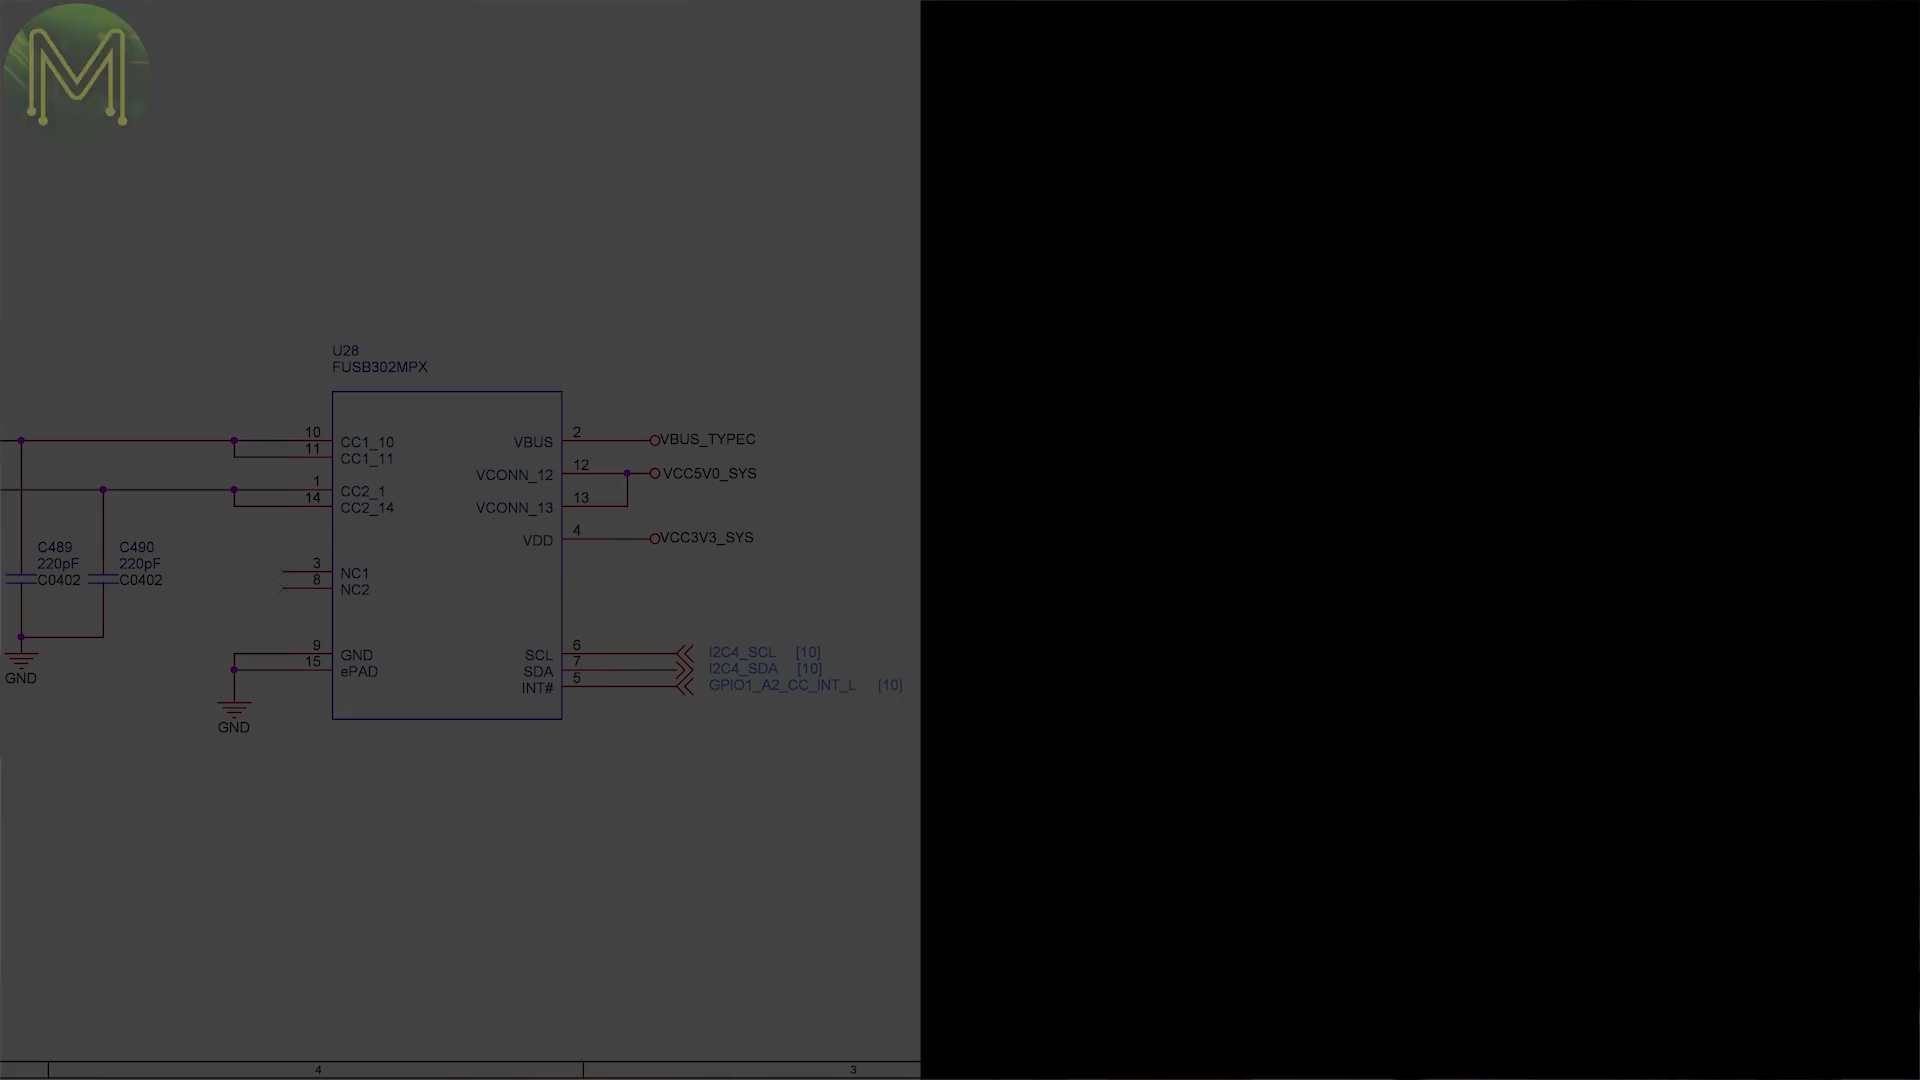 M
U28
FUSB302MPX
10 CC1_10
11 CC1_11
1 CC2_1
14 CC2_14
3 NC1
8 NC2
9 GND
15 ePAD
VBUS 2 VBUS_TYPEC
VCONN_12 12 VCC5V0_SYS
VCONN_13 13
VDD 4 VCC3V3_SYS
SCL 6 I2C4_SCL [10]
SDA 7 I2C4_SDA [10]
INT# 5 GPIO1_A2_CC_INT_L [10]
C489
220pF
C0402
C490
220pF
C0402
GND
GND
4 3